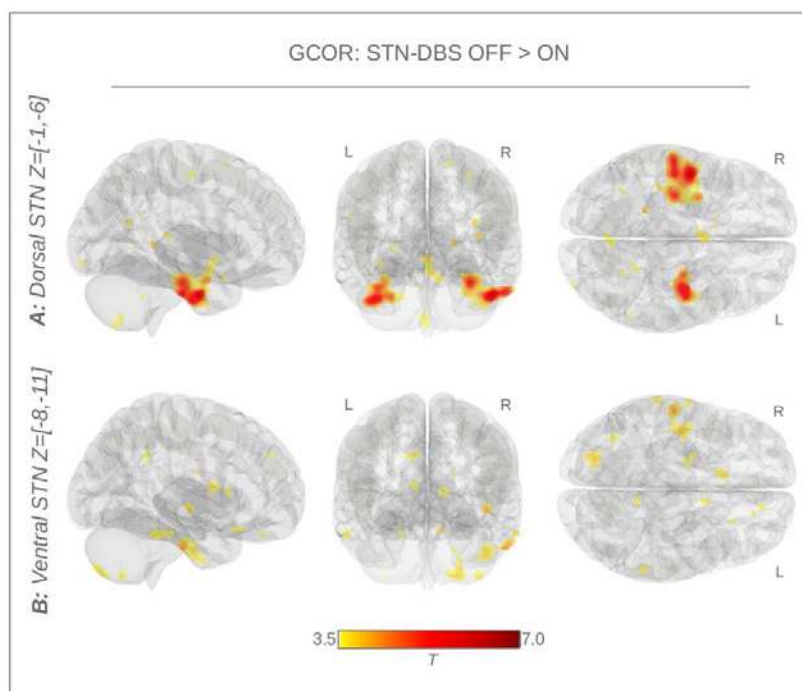 GCOR: STN-DBS OFF > ON
A: Dorsal STN Z=[-1,-6]
L
R
R
L
B: Ventral STN Z=[-8,-11]
L
R
R
L
3.5
7.0
T